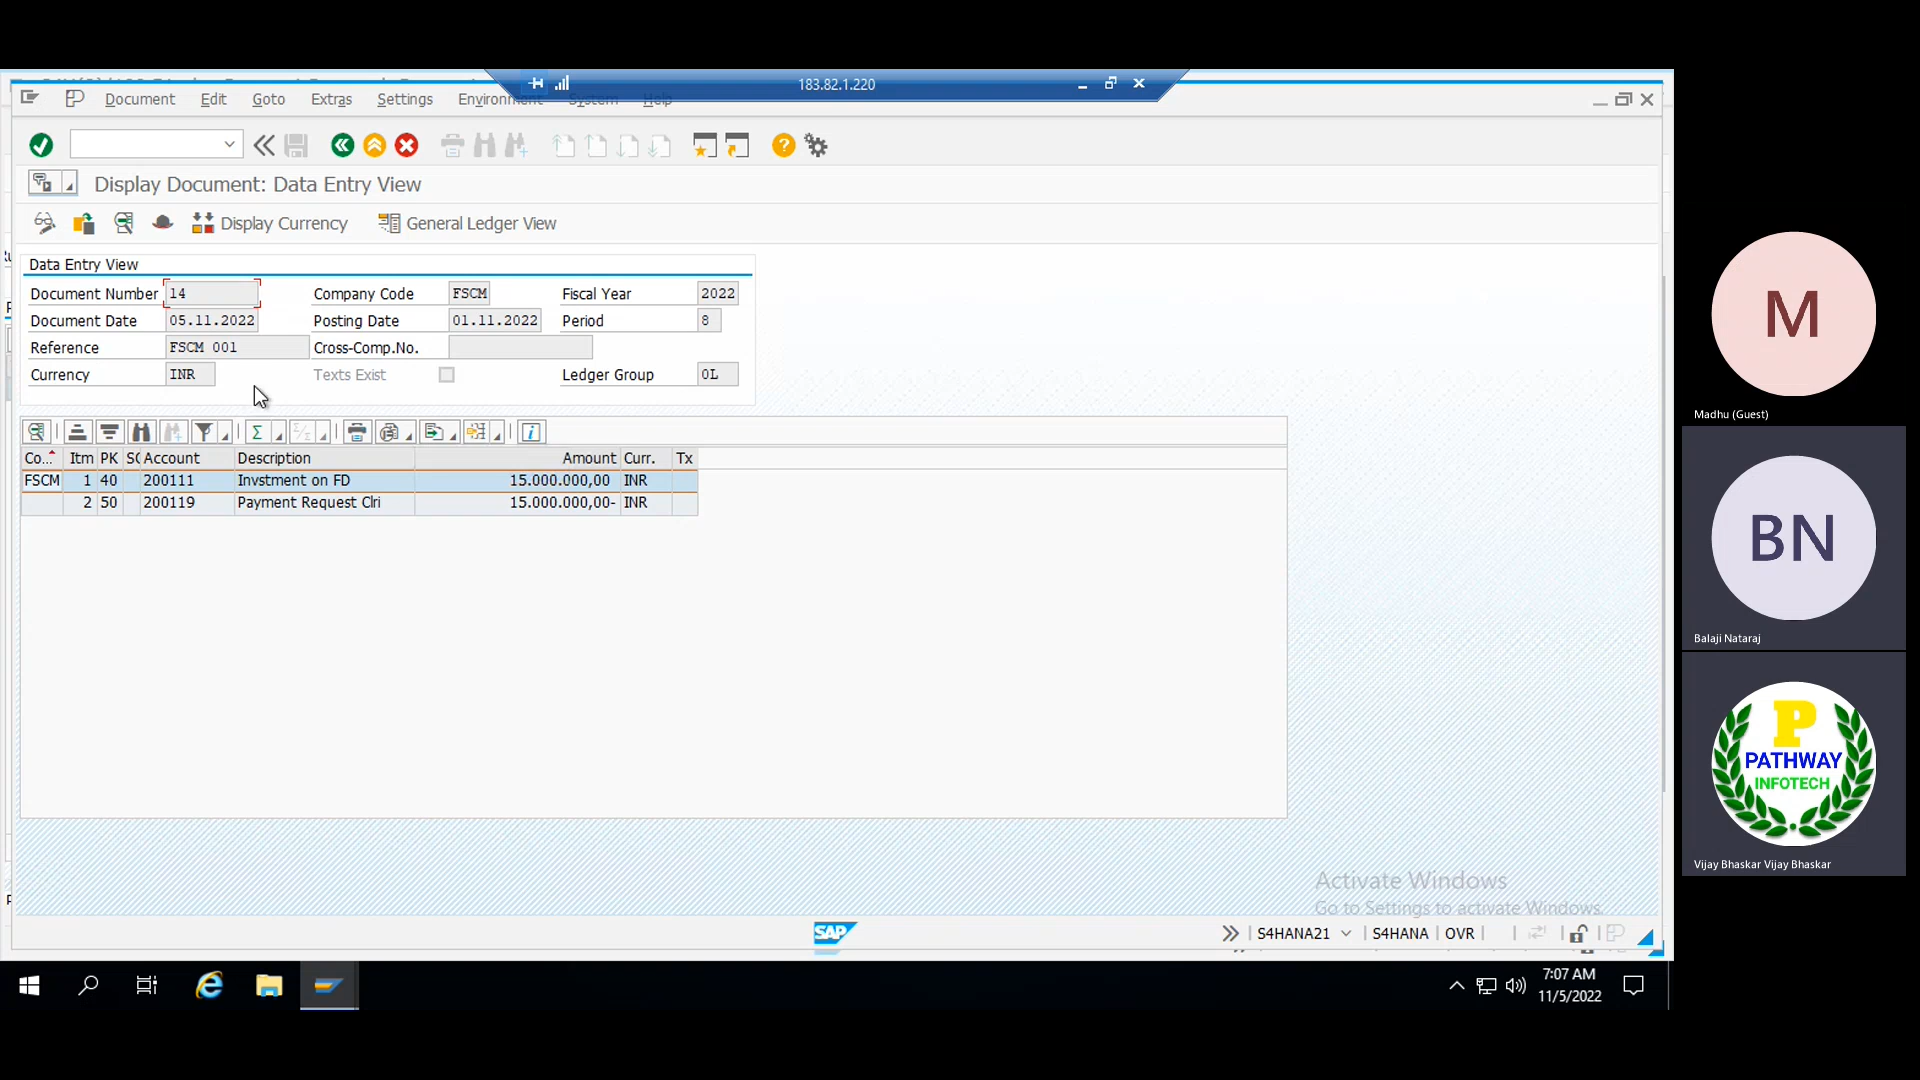 183.82.1.220
Document Edit Goto Extras Settings Environment System Help
Display Document: Data Entry View
Display Currency General Ledger View
Data Entry View
Document Number 14 Company Code FSCM Fiscal Year 2022
Document Date 05.11.2022 Posting Date 01.11.2022 Period 8
Reference FSCM 001 Cross-Comp.No.
Currency INR Texts Exist Ledger Group 0L
Co... Itm PK SG Account Description Amount Curr. Tx
FSCM 1 40 200111 Invstment on FD 15.000.000,00 INR
2 50 200119 Payment Request Clri 15.000.000,00- INR
Activate Windows
Go to Settings to activate Windows.
SAP S4HANA21 S4HANA OVR
7:07 AM
11/5/2022
M
Madhu (Guest)
BN
Balaji Nataraj
P
PATHWAY
INFOTECH
Vijay Bhaskar Vijay Bhaskar